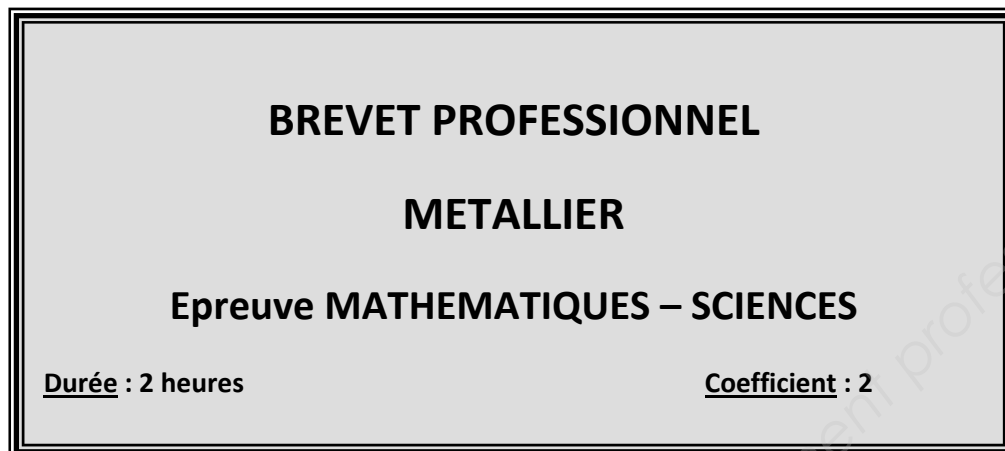 BREVET PROFESSIONNEL
METALLIER
Epreuve MATHEMATIQUES – SCIENCES
Durée : 2 heures Coefficient : 2